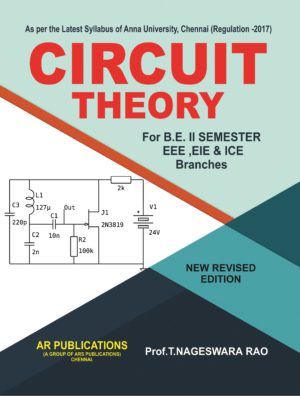 As per the Latest Syllabus of Anna University, Chennai (Regulation -2017)
CIRCUIT
THEORY
For B.E. II SEMESTER
EEE ,EIE & ICE
Branches
2k
L1
127µ
C3
220p
Out
C1
10n
J1
2N3819
V1
24V
C2
2n
R2
100k
NEW REVISED
EDITION
AR PUBLICATIONS
(A GROUP OF ARS PUBLICATIONS)
CHENNAI
Prof.T.NAGESWARA RAO